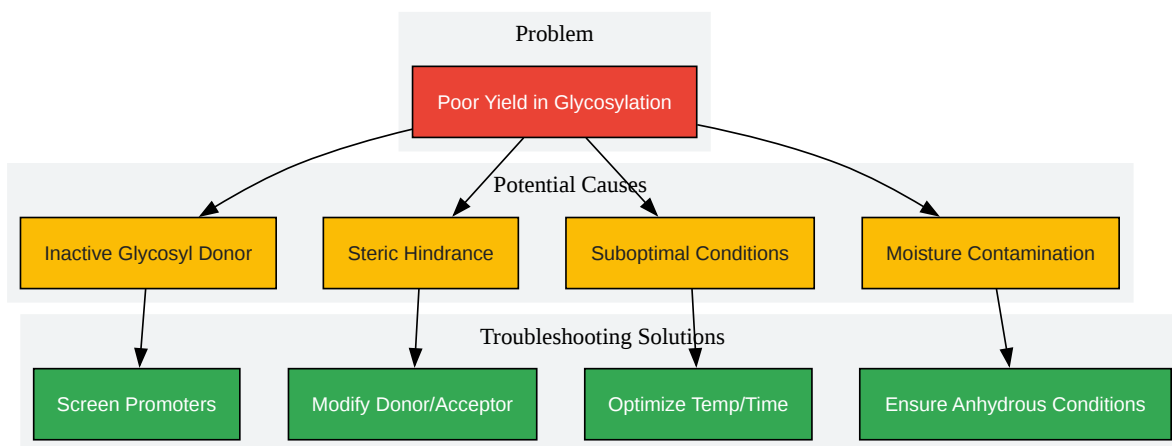 Problem
Poor Yield in Glycosylation
Potential Causes
Inactive Glycosyl Donor
Steric Hindrance
Suboptimal Conditions
Moisture Contamination
Troubleshooting Solutions
Screen Promoters
Modify Donor/Acceptor
Optimize Temp/Time
Ensure Anhydrous Conditions